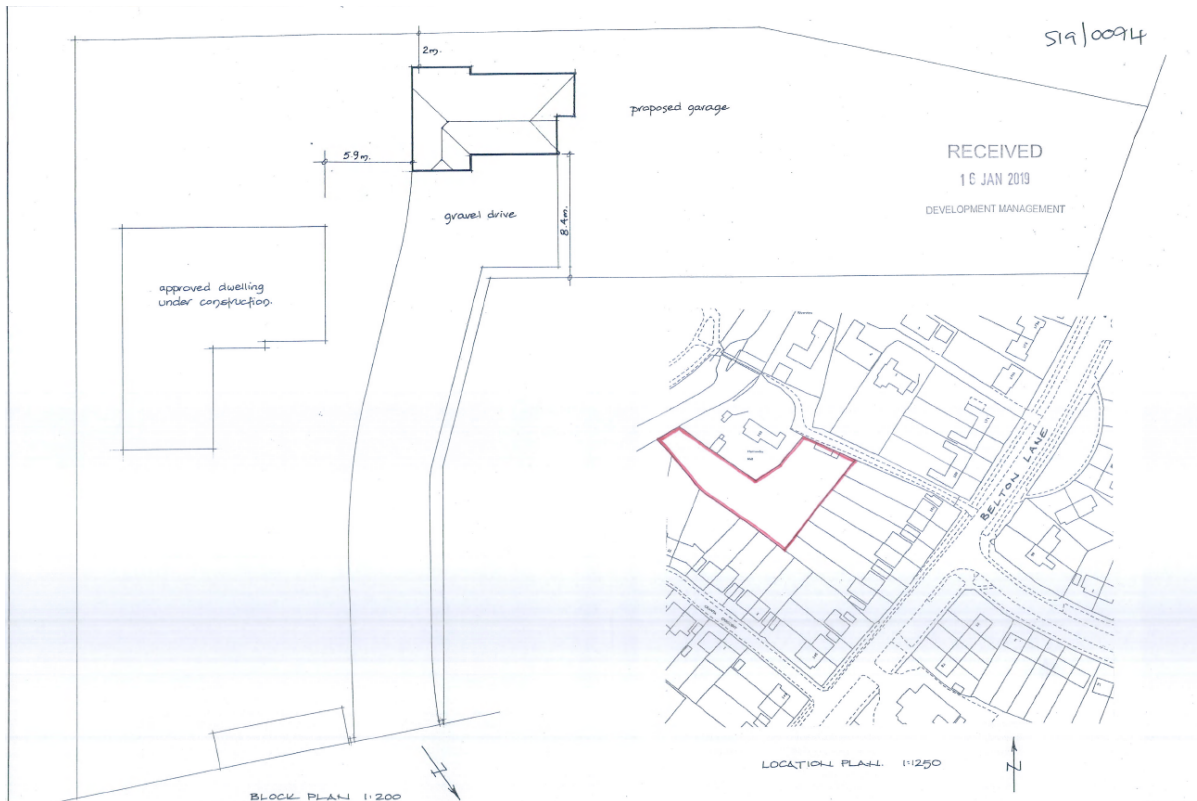 S19/0094
2m.
proposed garage
5.9m.
RECEIVED
16 JAN 2019
DEVELOPMENT MANAGEMENT
gravel drive
8.4m.
approved dwelling
under construction.
BELTON LANE
N
BLOCK PLAN 1:200
LOCATION PLAN. 1:1250
N